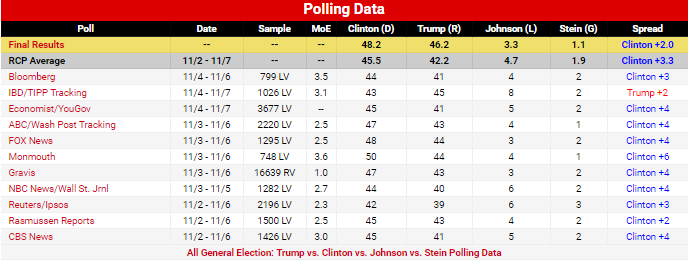 Polling Data
Poll Date Sample MoE Clinton (D) Trump (R) Johnson (L) Stein (G) Spread
Final Results -- -- -- 48.2 46.2 3.3 1.1 Clinton +2.0
RCP Average 11/2 - 11/7 -- -- 45.5 42.2 4.7 1.9 Clinton +3.3
Bloomberg 11/4 - 11/6 799 LV 3.5 44 41 4 2 Clinton +3
IBD/TIPP Tracking 11/4 - 11/7 1026 LV 3.1 43 45 8 2 Trump +2
Economist/YouGov 11/4 - 11/7 3677 LV -- 45 41 5 2 Clinton +4
ABC/Wash Post Tracking 11/3 - 11/6 2220 LV 2.5 47 43 4 1 Clinton +4
FOX News 11/3 - 11/6 1295 LV 2.5 48 44 3 2 Clinton +4
Monmouth 11/3 - 11/6 748 LV 3.6 50 44 4 1 Clinton +6
Gravis 11/3 - 11/6 16639 RV 1.0 47 43 3 2 Clinton +4
NBC News/Wall St. Jrnl 11/3 - 11/5 1282 LV 2.7 44 40 6 2 Clinton +4
Reuters/Ipsos 11/2 - 11/6 2196 LV 2.3 42 39 6 3 Clinton +3
Rasmussen Reports 11/2 - 11/6 1500 LV 2.5 45 43 4 2 Clinton +2
CBS News 11/2 - 11/6 1426 LV 3.0 45 41 5 2 Clinton +4
All General Election: Trump vs. Clinton vs. Johnson vs. Stein Polling Data